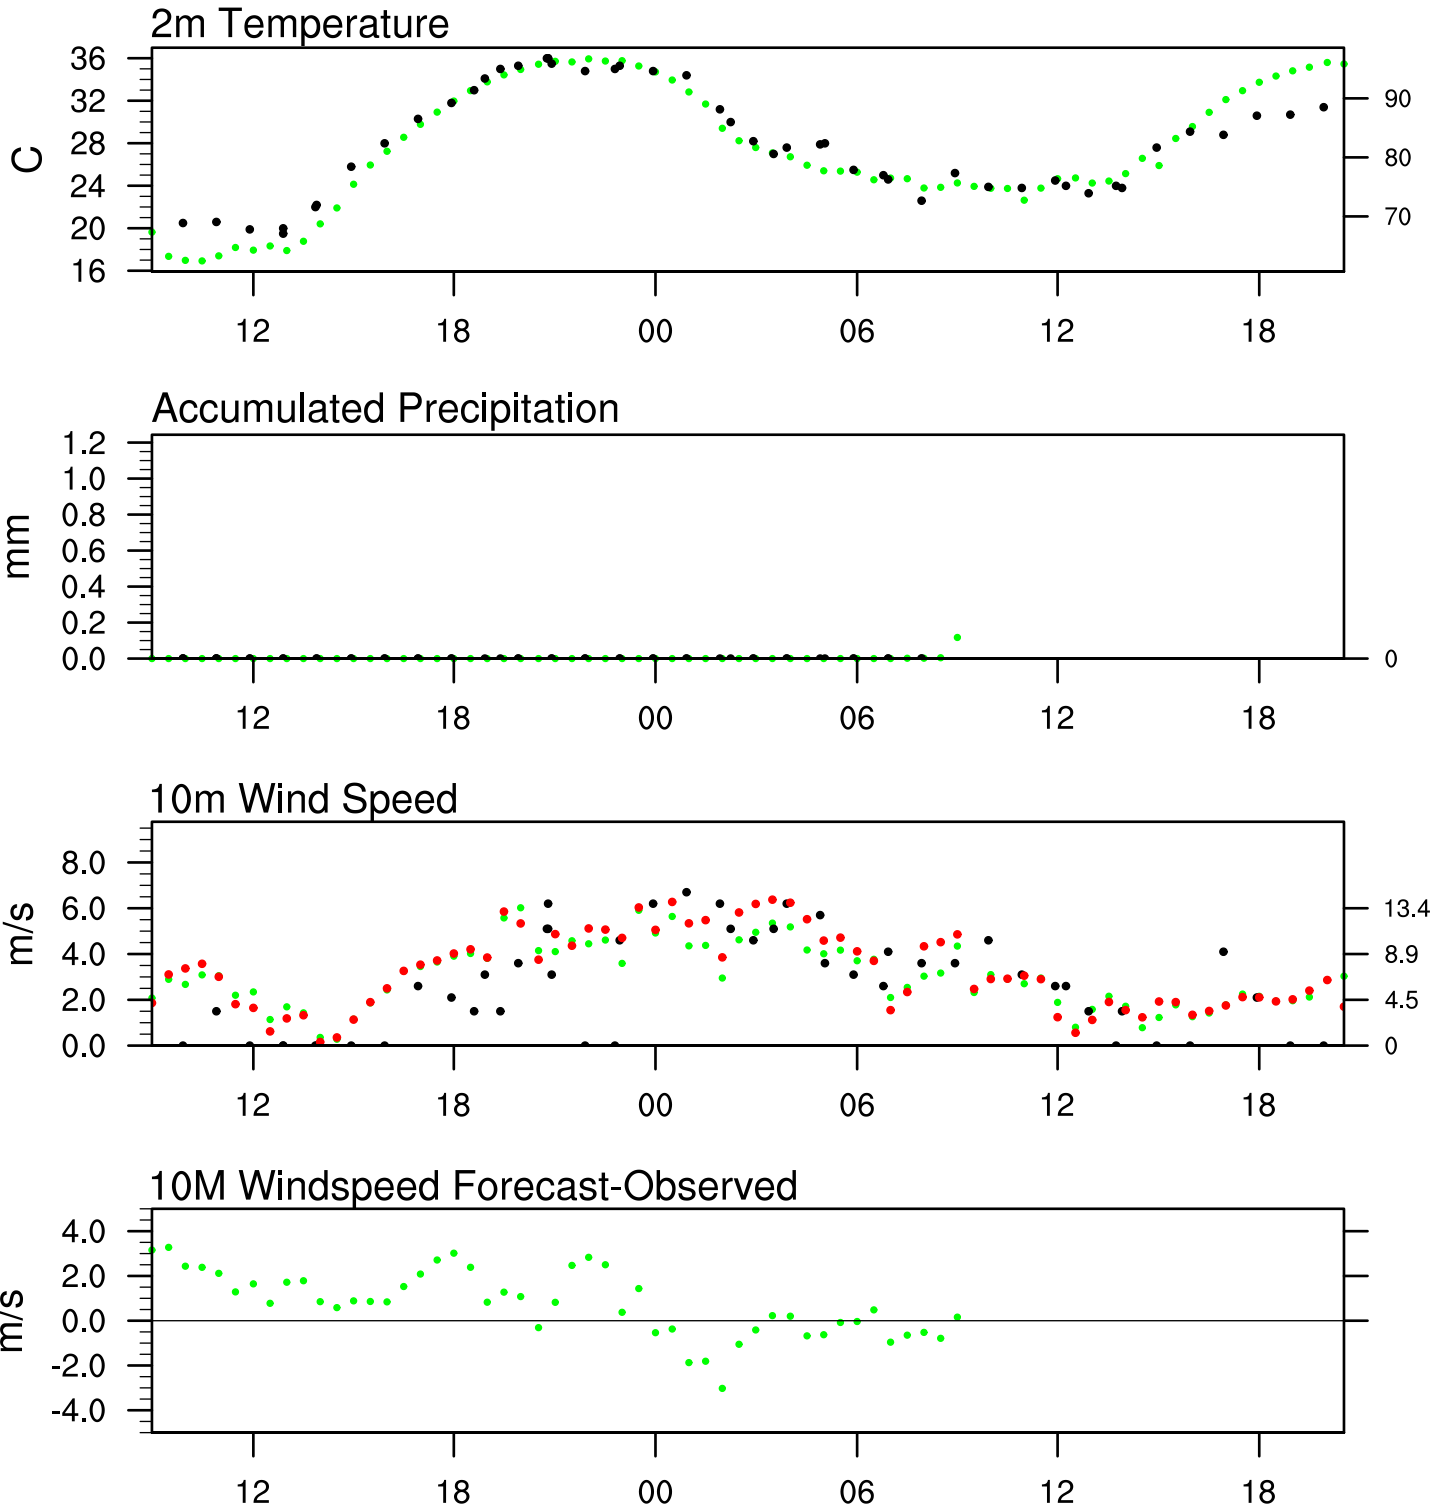 2m Temperature
36
32
28
24
20
16
C
90
80
70
12 18 00 06 12 18
Accumulated Precipitation
1.2
1.0
0.8
0.6
0.4
0.2
0.0
mm
0
12 18 00 06 12 18
10m Wind Speed
8.0
6.0
4.0
2.0
0.0
m/s
13.4
8.9
4.5
0
12 18 00 06 12 18
10M Windspeed Forecast-Observed
4.0
2.0
0.0
-2.0
-4.0
m/s
12 18 00 06 12 18